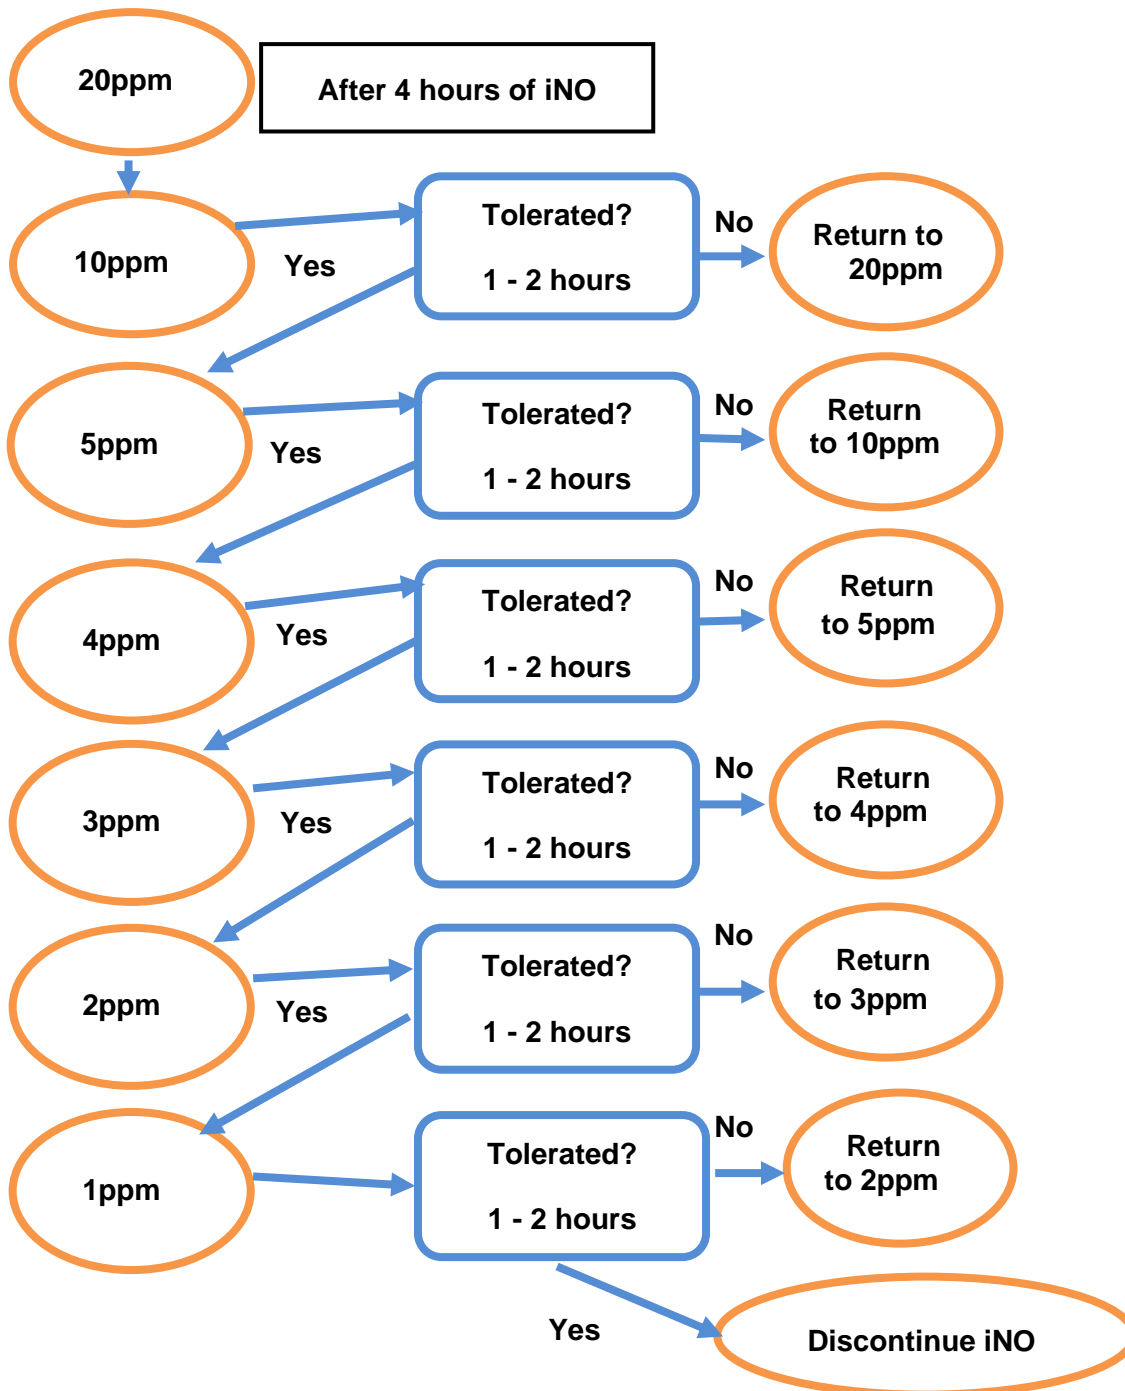 20ppm
After 4 hours of iNO
10ppm
Yes
Tolerated?
1 - 2 hours
No
Return to
20ppm
5ppm
Yes
Tolerated?
1 - 2 hours
No
Return
to 10ppm
4ppm
Yes
Tolerated?
1 - 2 hours
No
Return
to 5ppm
3ppm
Yes
Tolerated?
1 - 2 hours
No
Return
to 4ppm
2ppm
Yes
Tolerated?
1 - 2 hours
No
Return
to 3ppm
1ppm
Tolerated?
1 - 2 hours
No
Return
to 2ppm
Yes
Discontinue iNO